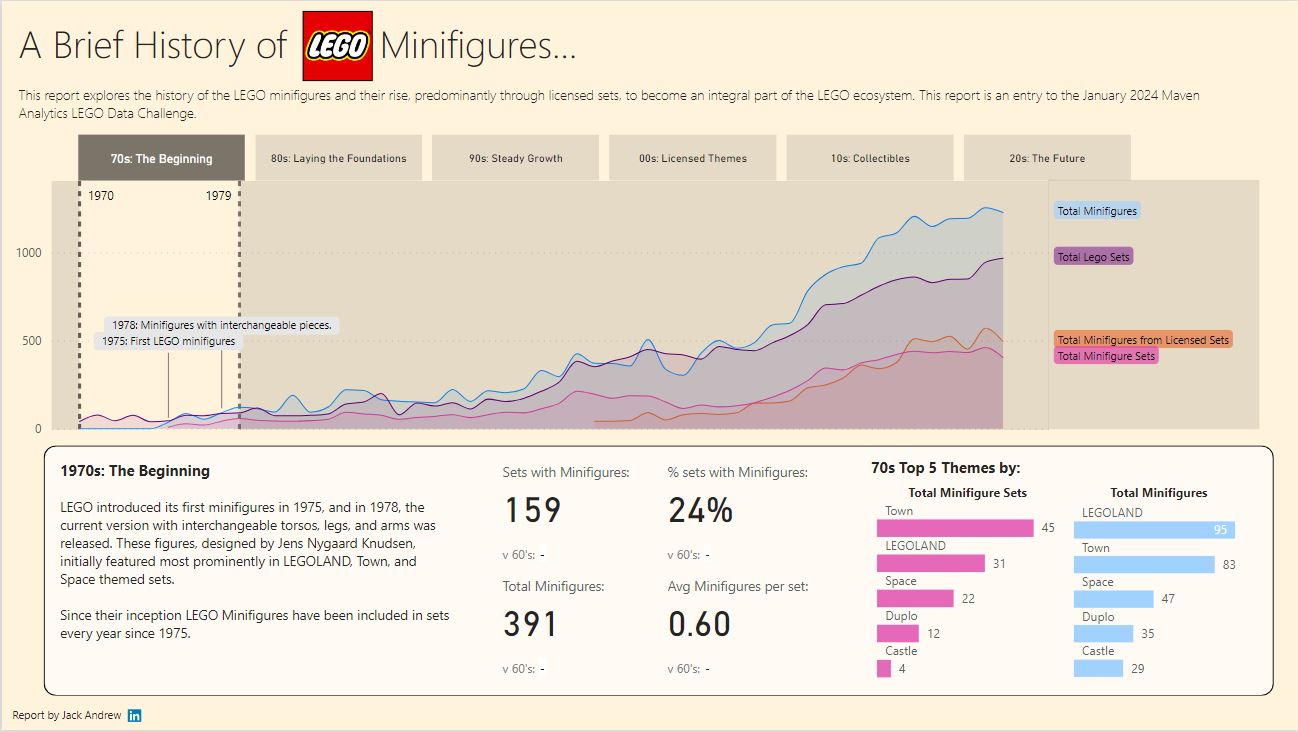 A Brief History of LEGO Minifigures...
This report explores the history of the LEGO minifigures and their rise, predominantly through licensed sets, to become an integral part of the LEGO ecosystem. This report is an entry to the January 2024 Maven
Analytics LEGO Data Challenge.
70s: The Beginning
80s: Laying the Foundations
90s: Steady Growth
00s: Licensed Themes
10s: Collectibles
20s: The Future
1970
1979
Total Minifigures
1000
Total Lego Sets
1978: Minifigures with interchangeable pieces.
1975: First LEGO minifigures
500
Total Minifigures from Licensed Sets
Total Minifigure Sets
0
1970s: The Beginning
LEGO introduced its first minifigures in 1975, and in 1978, the
current version with interchangeable torsos, legs, and arms was
released. These figures, designed by Jens Nygaard Knudsen,
initially featured most prominently in LEGOLAND, Town, and
Space themed sets.
Since their inception LEGO Minifigures have been included in sets
every year since 1975.
Sets with Minifigures:
159
v 60's: -
% sets with Minifigures:
24%
v 60's: -
Total Minifigures:
391
v 60's: -
Avg Minifigures per set:
0.60
v 60's: -
70s Top 5 Themes by:
Total Minifigure Sets
Town
45
LEGOLAND
31
Space
22
Duplo
12
Castle
4
Total Minifigures
LEGOLAND
95
Town
83
Space
47
Duplo
35
Castle
29
Report by Jack Andrew in